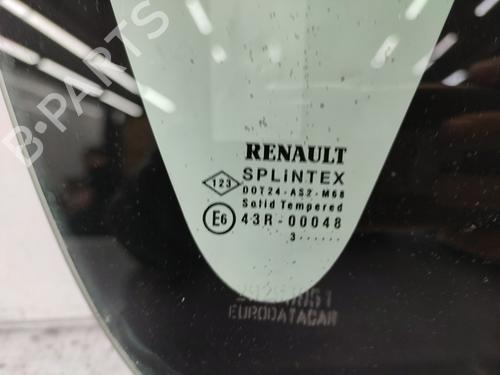 B-PARTS
RENAULT
123 SPLiNTEX
DOT24-AS2-M68
Solid Tempered
E6 43R-00048
3······
EURODATACAR